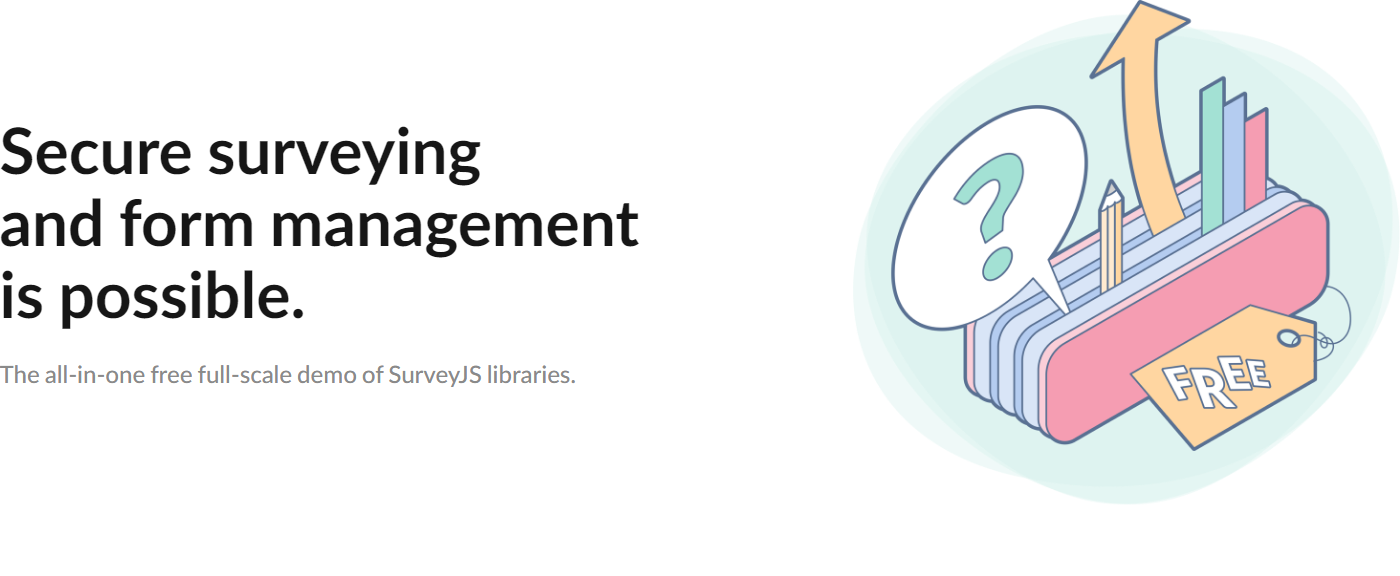 Secure surveying
and form management
is possible.
The all-in-one free full-scale demo of SurveyJS libraries.
?
FREE